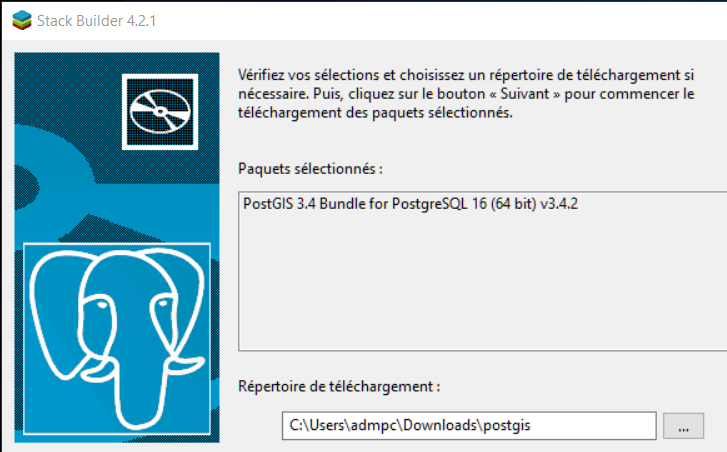 Stack Builder 4.2.1
Vérifiez vos sélections et choisissez un répertoire de téléchargement si
nécessaire. Puis, cliquez sur le bouton « Suivant » pour commencer le
téléchargement des paquets sélectionnés.
Paquets sélectionnés :
PostGIS 3.4 Bundle for PostgreSQL 16 (64 bit) v3.4.2
Répertoire de téléchargement :
C:\Users\admpc\Downloads\postgis
...